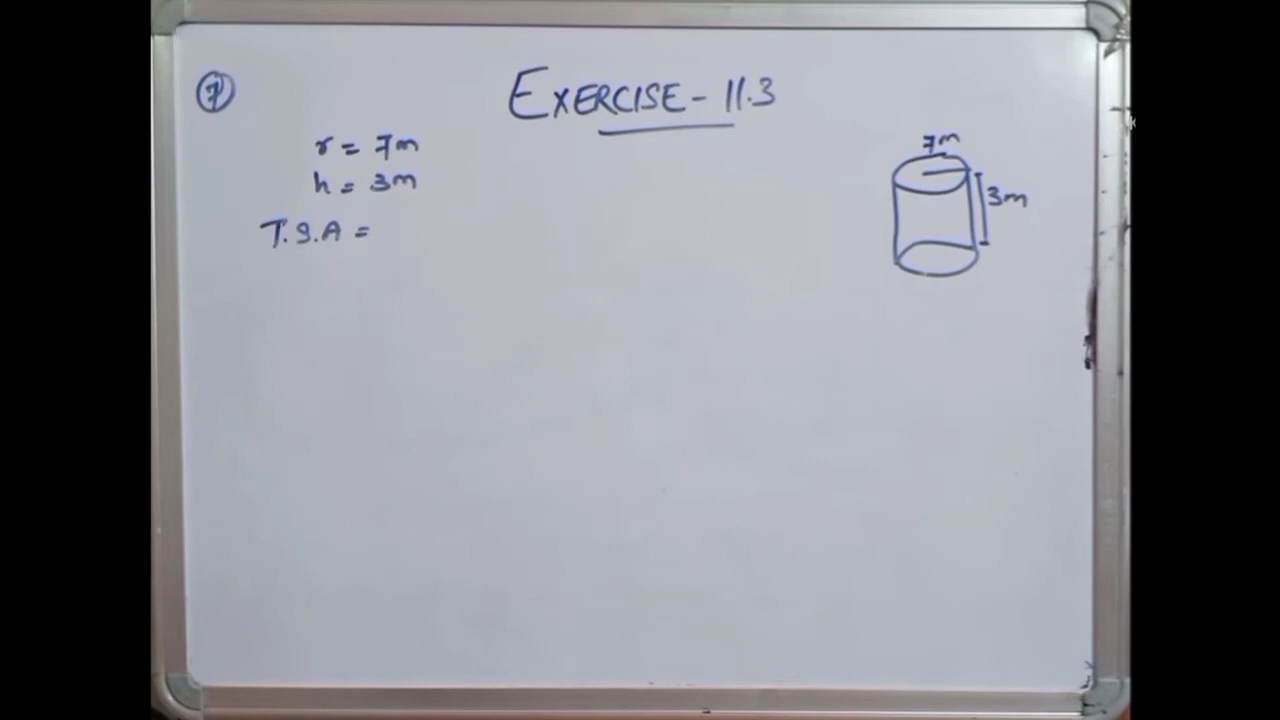 7
EXERCISE - 11.3
r = 7m
h = 3m
T.S.A =
7m
3m